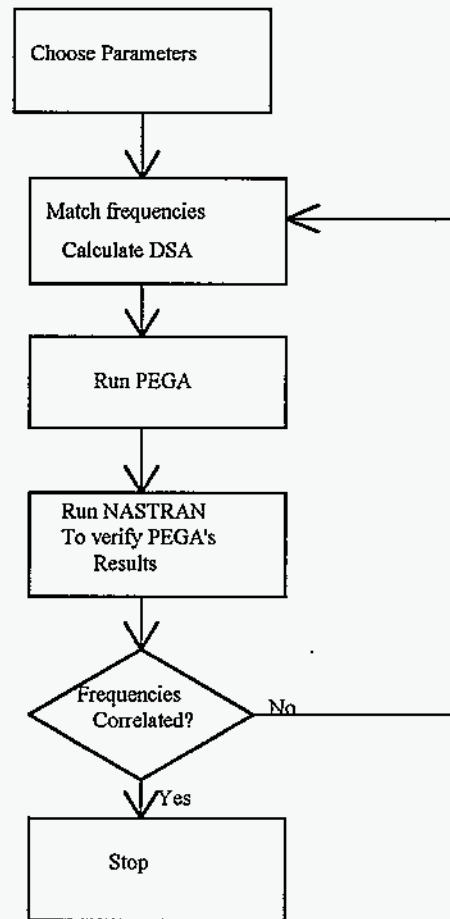 Choose Parameters
Match frequencies
Calculate DSA
Run PEGA
Run NASTRAN
To verify PEGA's
Results
Frequencies
Correlated?
No
Yes
Stop